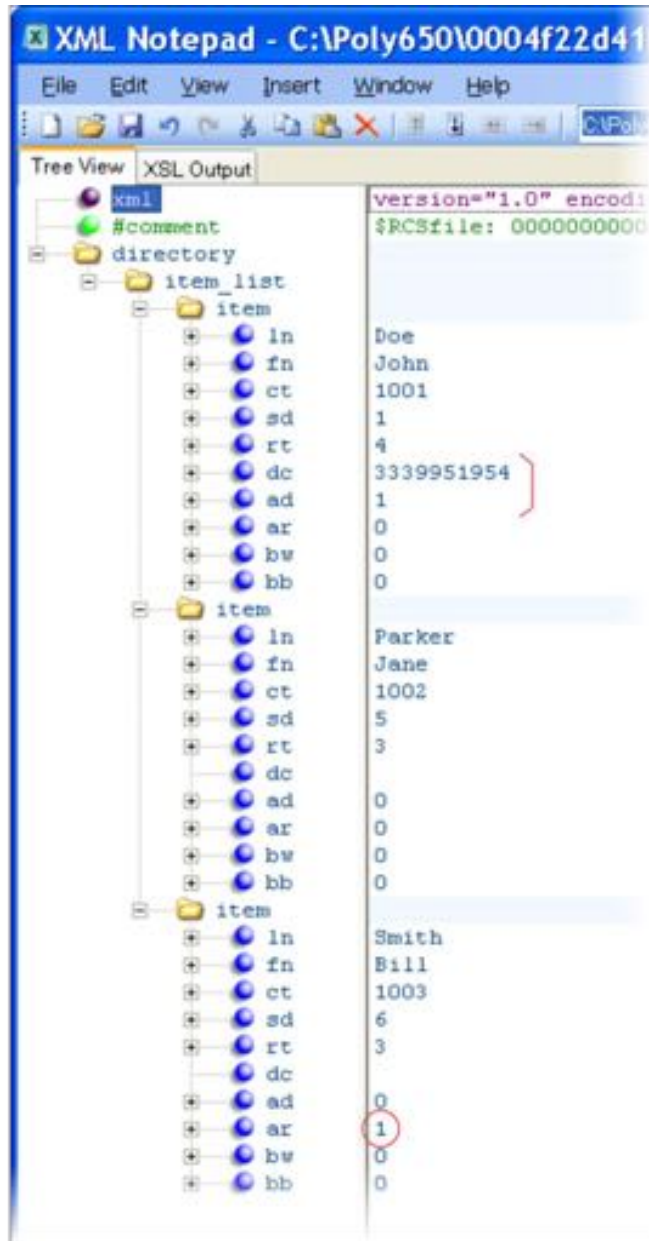 XML Notepad - C:\Poly650\0004f22d41
File Edit View Insert Window Help
Tree View XSL Output
xml version="1.0" encodi
#comment $RCSfile: 0000000000
directory
item_list
item
ln Doe
fn John
ct 1001
sd 1
rt 4
dc 3339951954
ad 1
ar 0
bw 0
bb 0
item
ln Parker
fn Jane
ct 1002
sd 5
rt 3
dc
ad 0
ar 0
bw 0
bb 0
item
ln Smith
fn Bill
ct 1003
sd 6
rt 3
dc
ad 0
ar 1
bw 0
bb 0